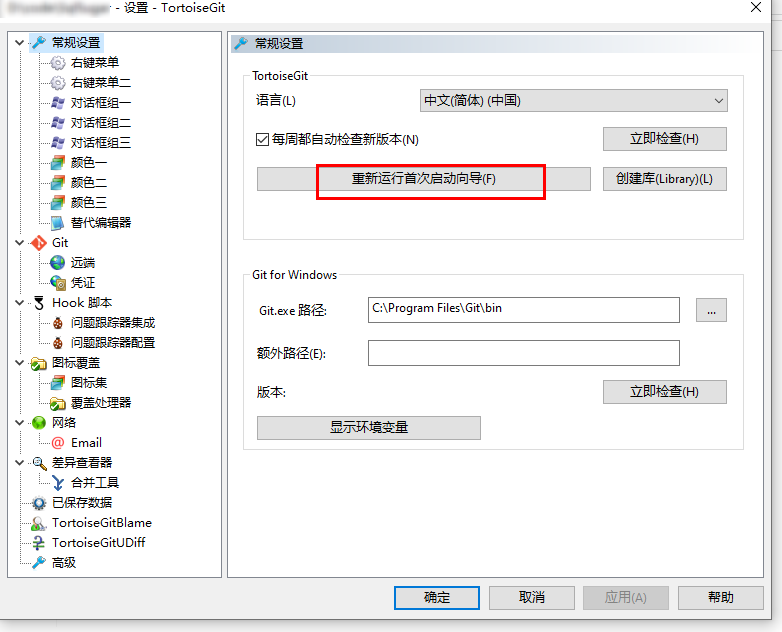 - 设置 - TortoiseGit
常规设置
右键菜单
右键菜单二
对话框组一
对话框组二
对话框组三
颜色一
颜色二
颜色三
替代编辑器
Git
远端
凭证
Hook 脚本
问题跟踪器集成
问题跟踪器配置
图标覆盖
图标集
覆盖处理器
网络
Email
差异查看器
合并工具
已保存数据
TortoiseGitBlame
TortoiseGitUDiff
高级
常规设置
TortoiseGit
语言(L)
中文(简体) (中国)
每周都自动检查新版本(N)
立即检查(H)
重新运行首次启动向导(F)
创建库(Library)(L)
Git for Windows
Git.exe 路径:
C:\Program Files\Git\bin
...
额外路径(E):
版本:
立即检查(H)
显示环境变量
确定
取消
应用(A)
帮助